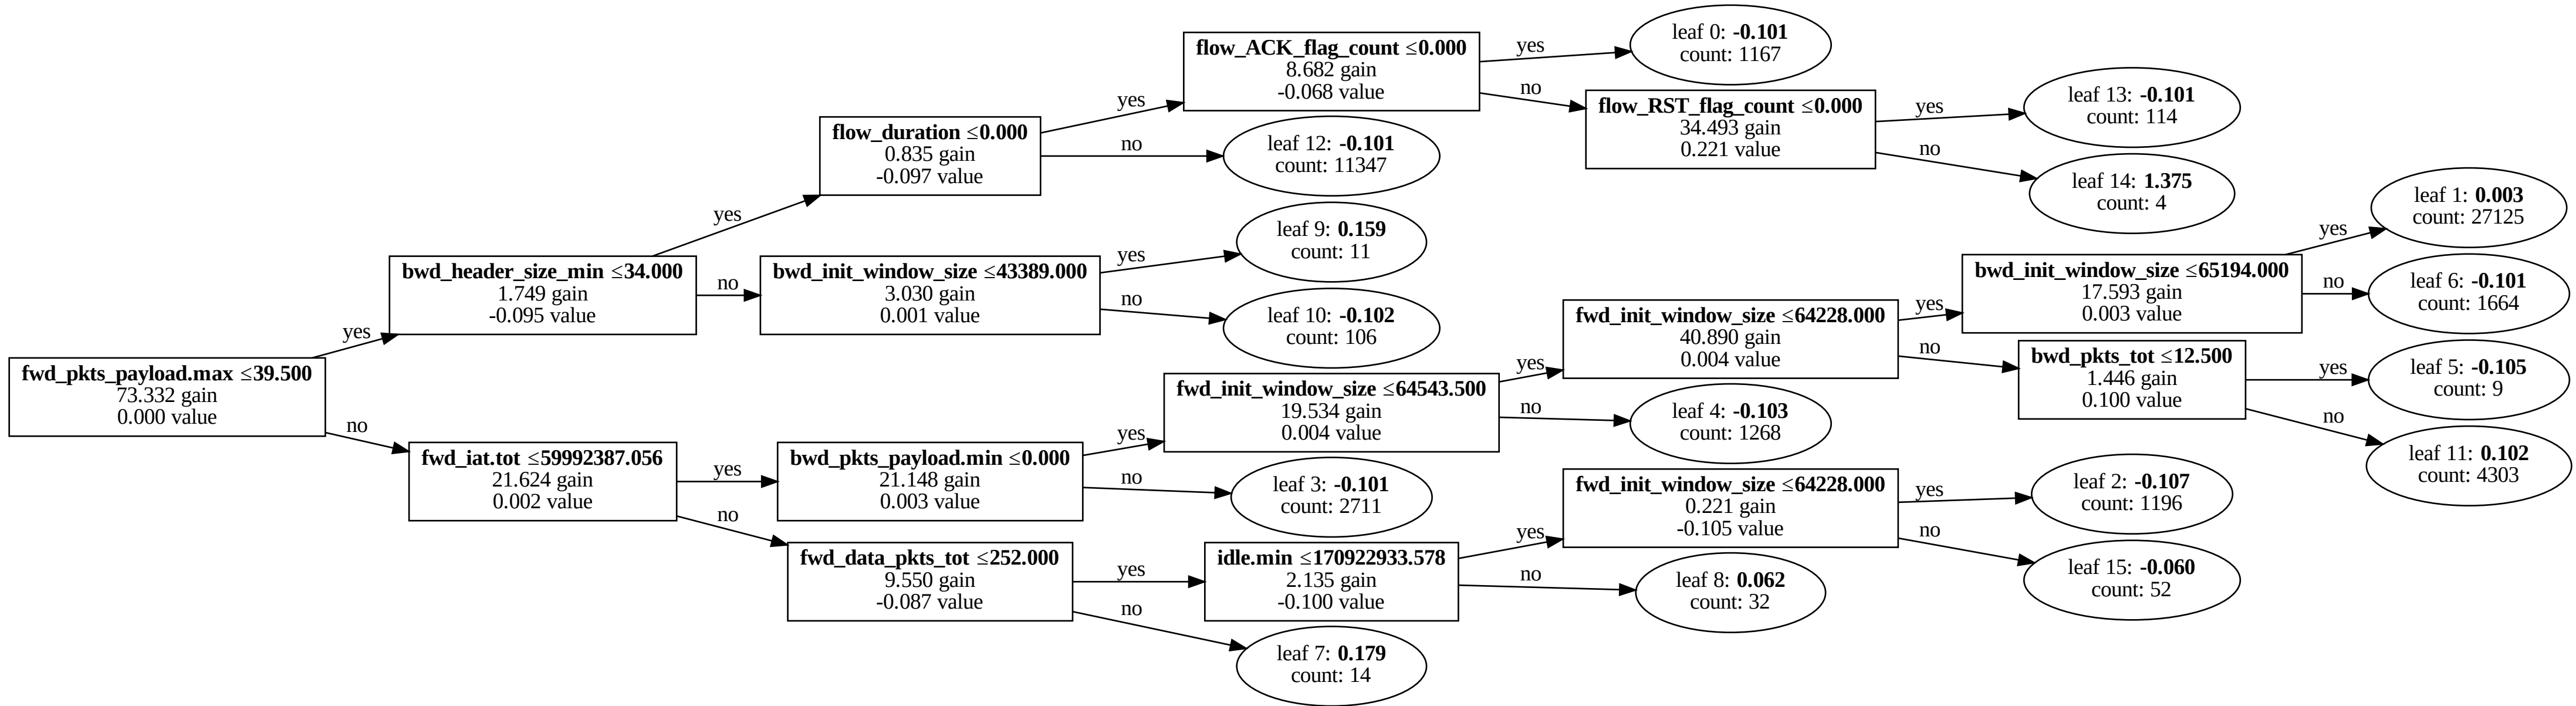 fwd_pkts_payload.max ≤39.500
73.332 gain
0.000 value
yes
no
bwd_header_size_min ≤34.000
1.749 gain
-0.095 value
yes
no
fwd_iat.tot ≤59992387.056
21.624 gain
0.002 value
yes
no
flow_duration ≤0.000
0.835 gain
-0.097 value
yes
no
bwd_init_window_size ≤43389.000
3.030 gain
0.001 value
yes
no
bwd_pkts_payload.min ≤0.000
21.148 gain
0.003 value
yes
no
fwd_data_pkts_tot ≤252.000
9.550 gain
-0.087 value
yes
no
flow_ACK_flag_count ≤0.000
8.682 gain
-0.068 value
yes
no
leaf 12: -0.101
count: 11347
leaf 9: 0.159
count: 11
leaf 10: -0.102
count: 106
fwd_init_window_size ≤64543.500
19.534 gain
0.004 value
yes
no
leaf 3: -0.101
count: 2711
idle.min ≤170922933.578
2.135 gain
-0.100 value
yes
no
leaf 7: 0.179
count: 14
leaf 0: -0.101
count: 1167
flow_RST_flag_count ≤0.000
34.493 gain
0.221 value
yes
no
fwd_init_window_size ≤64228.000
40.890 gain
0.004 value
yes
no
leaf 4: -0.103
count: 1268
fwd_init_window_size ≤64228.000
0.221 gain
-0.105 value
yes
no
leaf 8: 0.062
count: 32
leaf 13: -0.101
count: 114
leaf 14: 1.375
count: 4
bwd_init_window_size ≤65194.000
17.593 gain
0.003 value
yes
no
bwd_pkts_tot ≤12.500
1.446 gain
0.100 value
yes
no
leaf 2: -0.107
count: 1196
leaf 15: -0.060
count: 52
leaf 1: 0.003
count: 27125
leaf 6: -0.101
count: 1664
leaf 5: -0.105
count: 9
leaf 11: 0.102
count: 4303